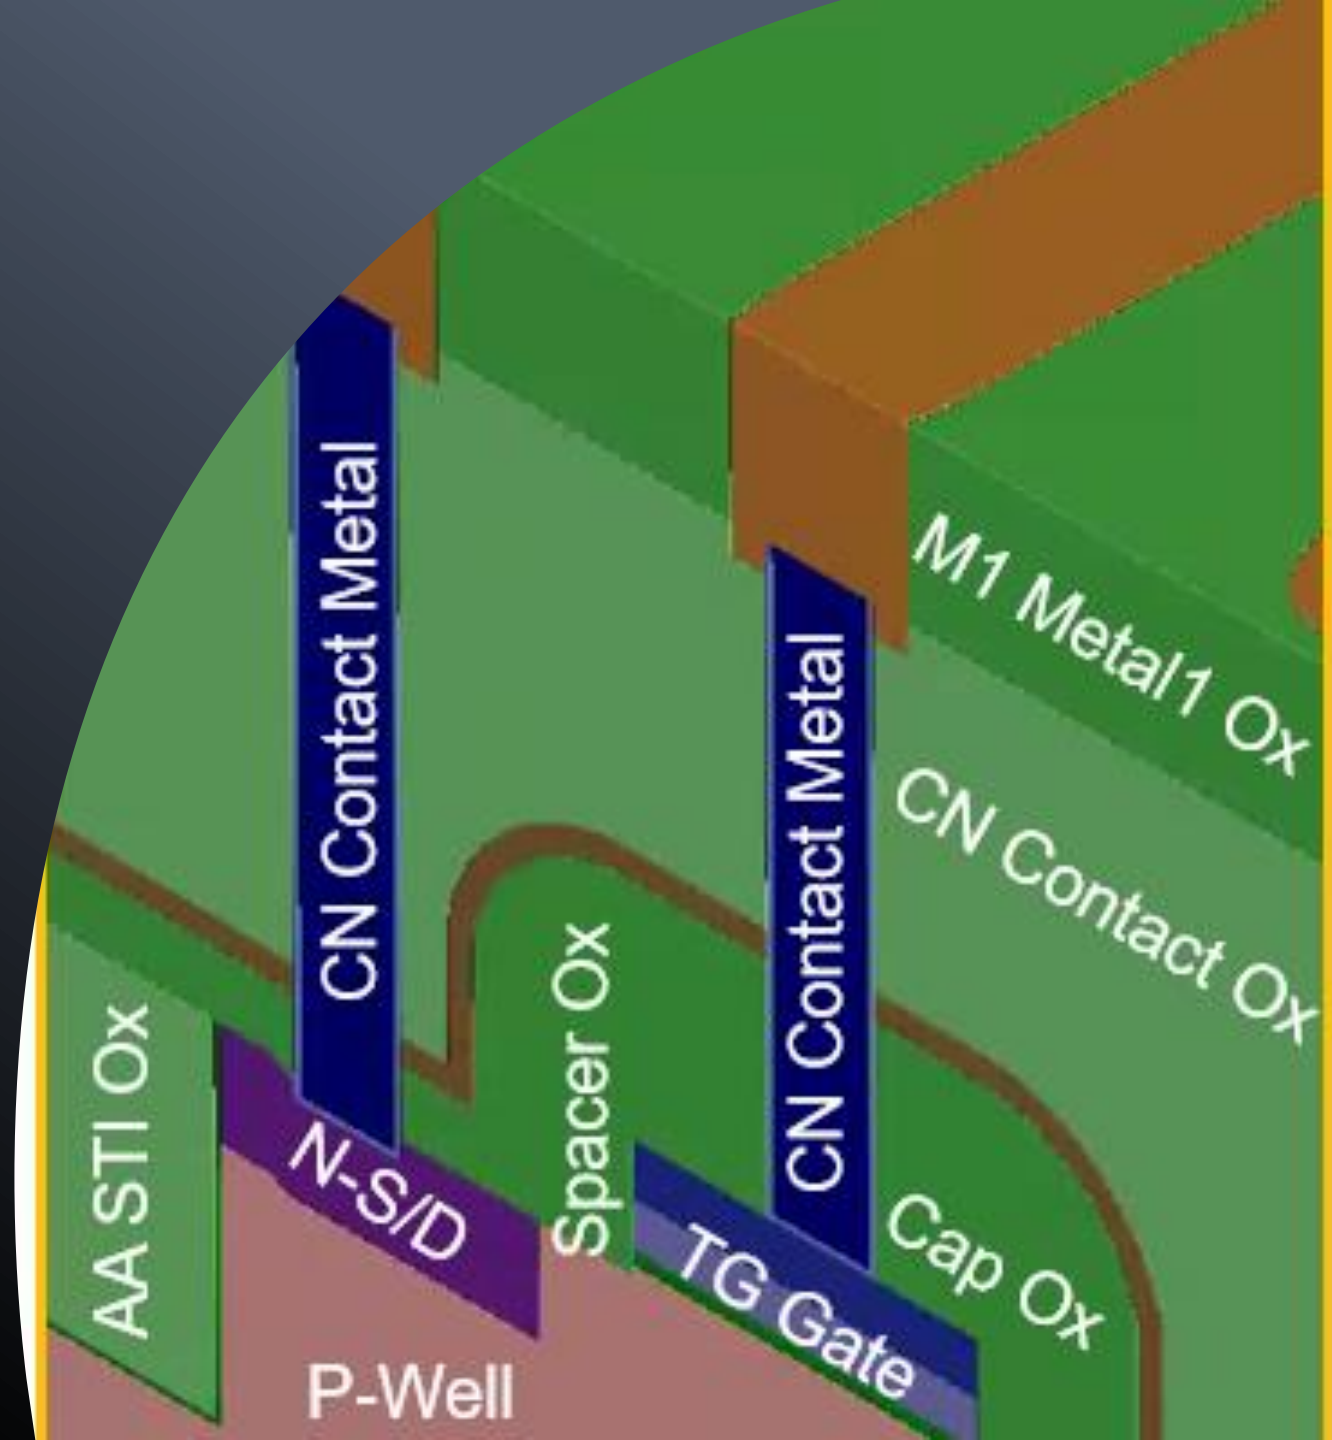 CN Contact Metal
M1 Metal1 Ox
CN Contact Metal
CN Contact Ox
Spacer Ox
AA STI Ox
N-S/D
Cap Ox
TG Gate
P-Well